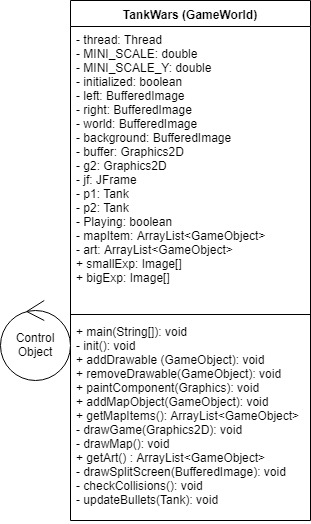 TankWars (GameWorld)
- thread: Thread
- MINI_SCALE: double
- MINI_SCALE_Y: double
- initialized: boolean
- left: BufferedImage
- right: BufferedImage
- world: BufferedImage
- background: BufferedImage
- buffer: Graphics2D
- g2: Graphics2D
- jf: JFrame
- p1: Tank
- p2: Tank
- Playing: boolean
- mapItem: ArrayList<GameObject>
- art: ArrayList<GameObject>
+ smallExp: Image[]
+ bigExp: Image[]
Control
Object
+ main(String[]): void
- init(): void
+ addDrawable (GameObject): void
+ removeDrawable(GameObject): void
+ paintComponent(Graphics): void
+ addMapObject(GameObject): void
+ getMapItems(): ArrayList<GameObject>
- drawGame(Graphics2D): void
- drawMap(): void
+ getArt() : ArrayList<GameObject>
- drawSplitScreen(BufferedImage): void
- checkCollisions(): void
- updateBullets(Tank): void